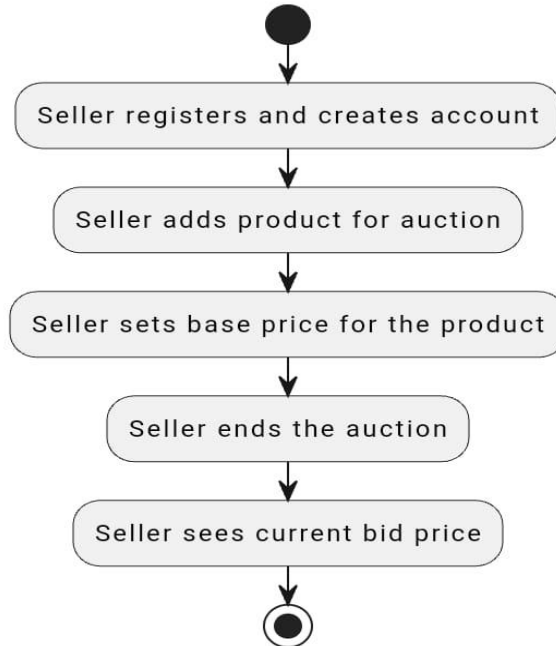 Seller registers and creates account
Seller adds product for auction
Seller sets base price for the product
Seller ends the auction
Seller sees current bid price